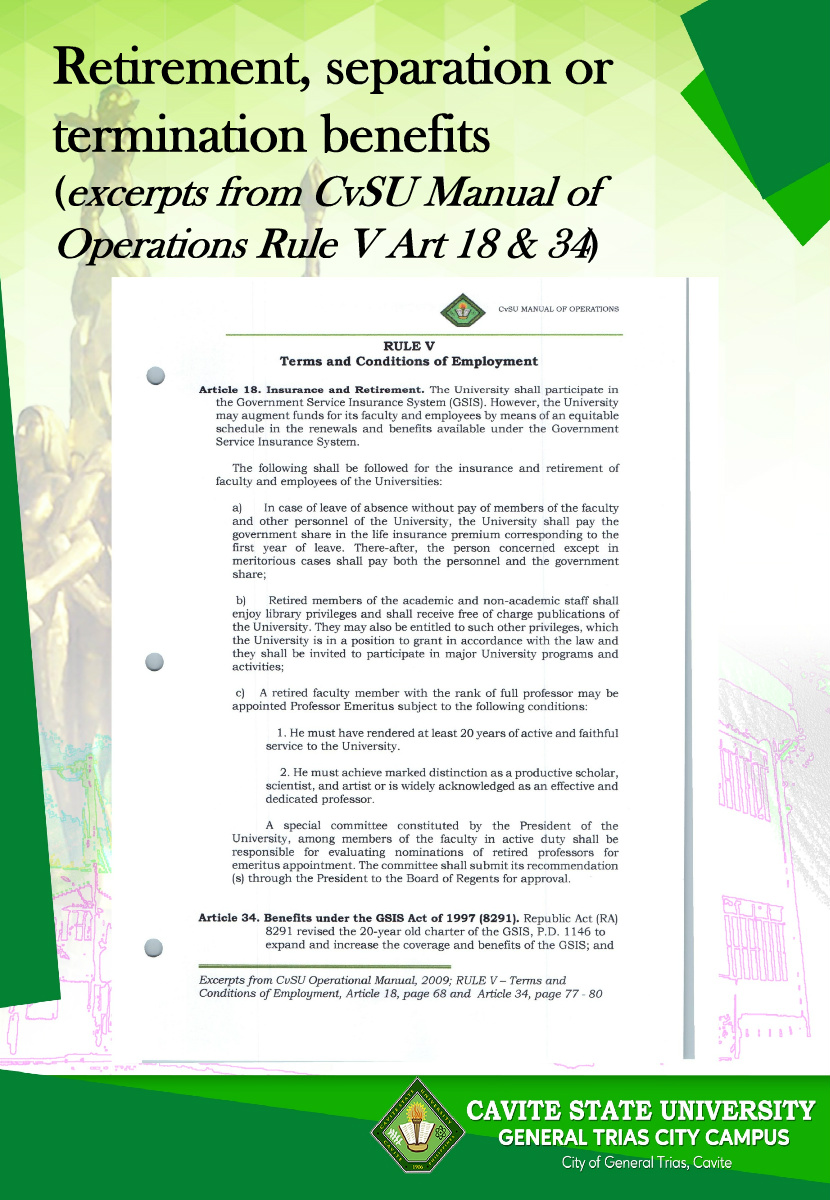 Retirement, separation or
termination benefits
(excerpts from CvSU Manual of
Operations Rule V Art 18 & 34)
CvSU MANUAL OF OPERATIONS
RULE V
Terms and Conditions of Employment
Article 18. Insurance and Retirement. The University shall participate in
the Government Service Insurance System (GSIS). However, the University
may augment funds for its faculty and employees by means of an equitable
schedule in the renewals and benefits available under the Government
Service Insurance System.
The following shall be followed for the insurance and retirement of
faculty and employees of the Universities:
a) In case of leave of absence without pay of members of the faculty
and other personnel of the University, the University shall pay the
government share in the life insurance premium corresponding to the
first year of leave. There-after, the person concerned except in
meritorious cases shall pay both the personnel and the government
share;
b) Retired members of the academic and non-academic staff shall
enjoy library privileges and shall receive free of charge publications of
the University. They may also be entitled to such other privileges, which
the University is in a position to grant in accordance with the law and
they shall be invited to participate in major University programs and
activities;
c) A retired faculty member with the rank of full professor may be
appointed Professor Emeritus subject to the following conditions:
1. He must have rendered at least 20 years of active and faithful
service to the University.
2. He must achieve marked distinction as a productive scholar,
scientist, and artist or is widely acknowledged as an effective and
dedicated professor.
A special committee constituted by the President of the
University, among members of the faculty in active duty shall be
responsible for evaluating nominations of retired professors for
emeritus appointment. The committee shall submit its recommendation
(s) through the President to the Board of Regents for approval.
Article 34. Benefits under the GSIS Act of 1997 (8291). Republic Act (RA)
8291 revised the 20-year old charter of the GSIS, P.D. 1146 to
expand and increase the coverage and benefits of the GSIS; and
Excerpts from CvSU Operational Manual, 2009; RULE V – Terms and
Conditions of Employment, Article 18, page 68 and Article 34, page 77 - 80
CAVITE STATE UNIVERSITY
GENERAL TRIAS CITY CAMPUS
City of General Trias, Cavite
1906